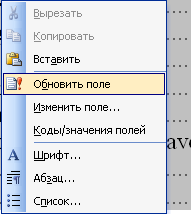 Вырезать
Копировать
Вставить
Обновить поле
Изменить поле...
Коды/значения полей
Шрифт...
Абзац...
Список...